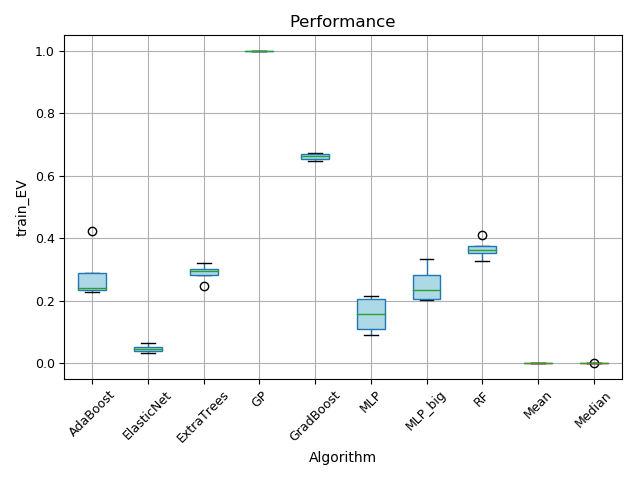 Performance
train_EV
1.0
0.8
0.6
0.4
0.2
0.0
AdaBoost
ElasticNet
ExtraTrees
GP
GradBoost
MLP
MLP_big
RF
Mean
Median
Algorithm